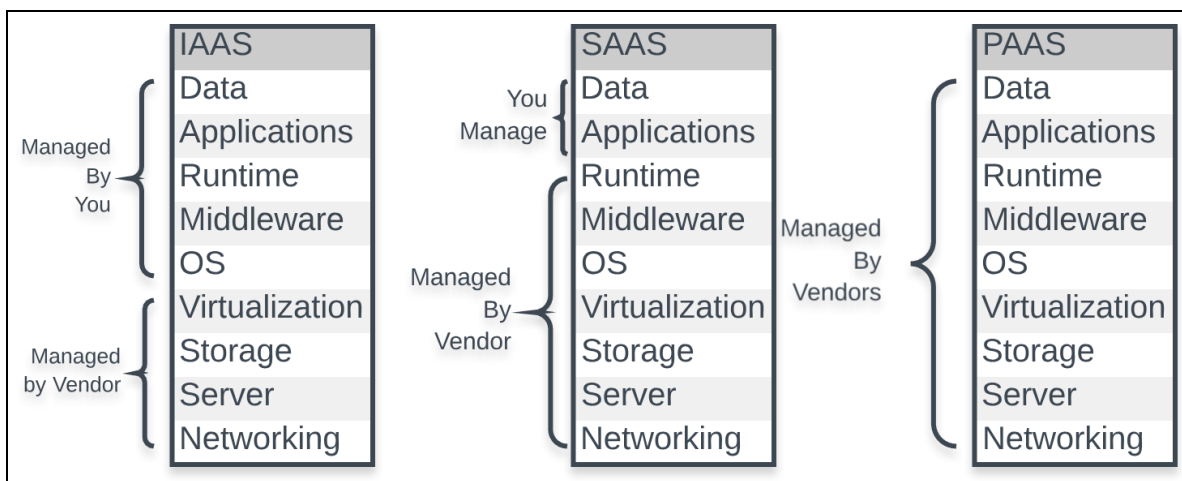 IAAS
Data
Applications
Runtime
Middleware
OS
Virtualization
Storage
Server
Networking
Managed
By
You
Managed
by Vendor
SAAS
Data
Applications
Runtime
Middleware
OS
Virtualization
Storage
Server
Networking
You
Manage
Managed
By
Vendor
PAAS
Data
Applications
Runtime
Middleware
OS
Virtualization
Storage
Server
Networking
Managed
By
Vendors